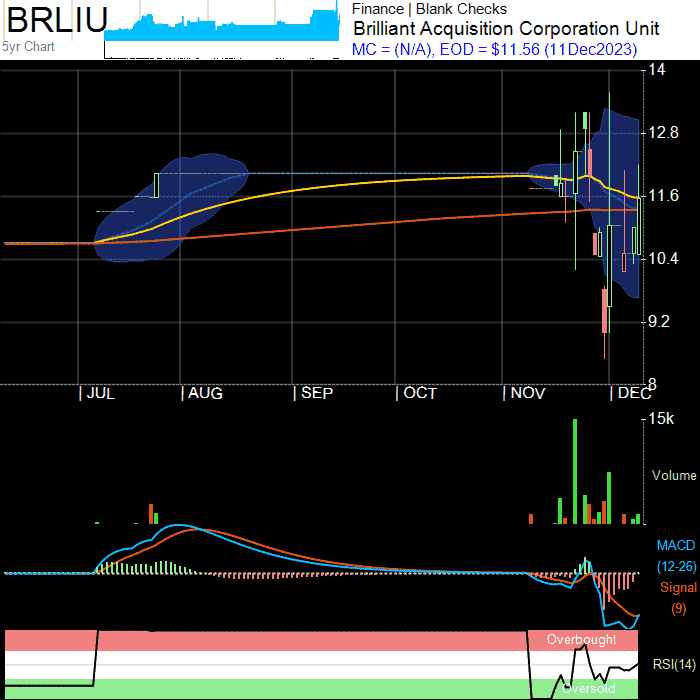 BRLIU
5yr Chart
Finance | Blank Checks
Brilliant Acquisition Corporation Unit
MC = (N/A), EOD = $11.56 (11Dec2023)
14
12.8
11.6
10.4
9.2
8
| JUL | AUG | SEP | OCT | NOV | DEC
15k
Volume
MACD
(12-26)
Signal
(9)
Overbought
RSI(14)
Oversold